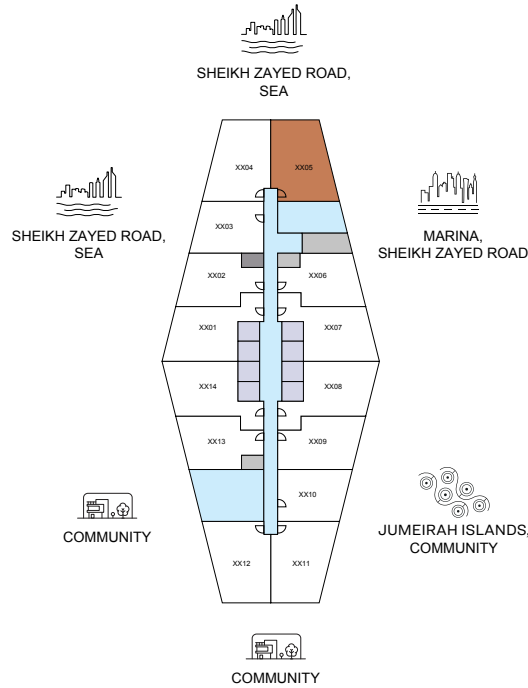 SHEIKH ZAYED ROAD,
SEA
XX04
XX05
SHEIKH ZAYED ROAD,
SEA
XX03
MARINA,
SHEIKH ZAYED ROAD
XX02
XX06
XX01
XX07
XX14
XX08
XX13
XX09
XX10
COMMUNITY
JUMEIRAH ISLANDS,
COMMUNITY
XX12
XX11
COMMUNITY